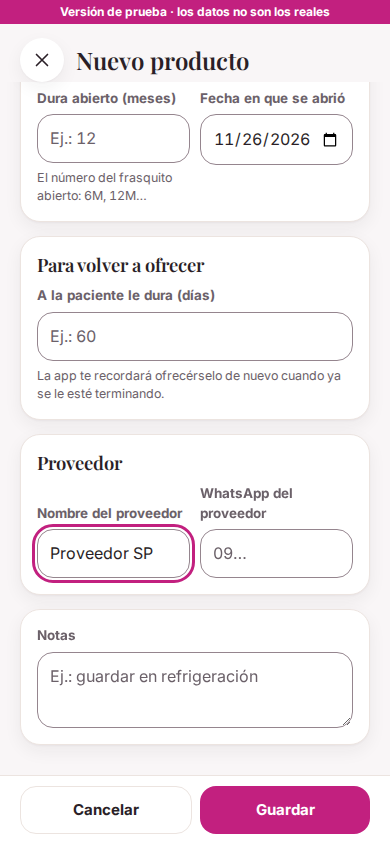 Versión de prueba · los datos no son los reales
Nuevo producto
Dura abierto (meses)
Fecha en que se abrió
Ej.: 12
11/26/2026
El número del frasquito
abierto: 6M, 12M...
Para volver a ofrecer
A la paciente le dura (días)
Ej.: 60
La app te recordará ofrecérselo de nuevo cuando ya
se le esté terminando.
Proveedor
Nombre del proveedor
WhatsApp del
proveedor
Proveedor SP
09...
Notas
Ej.: guardar en refrigeración
Cancelar
Guardar